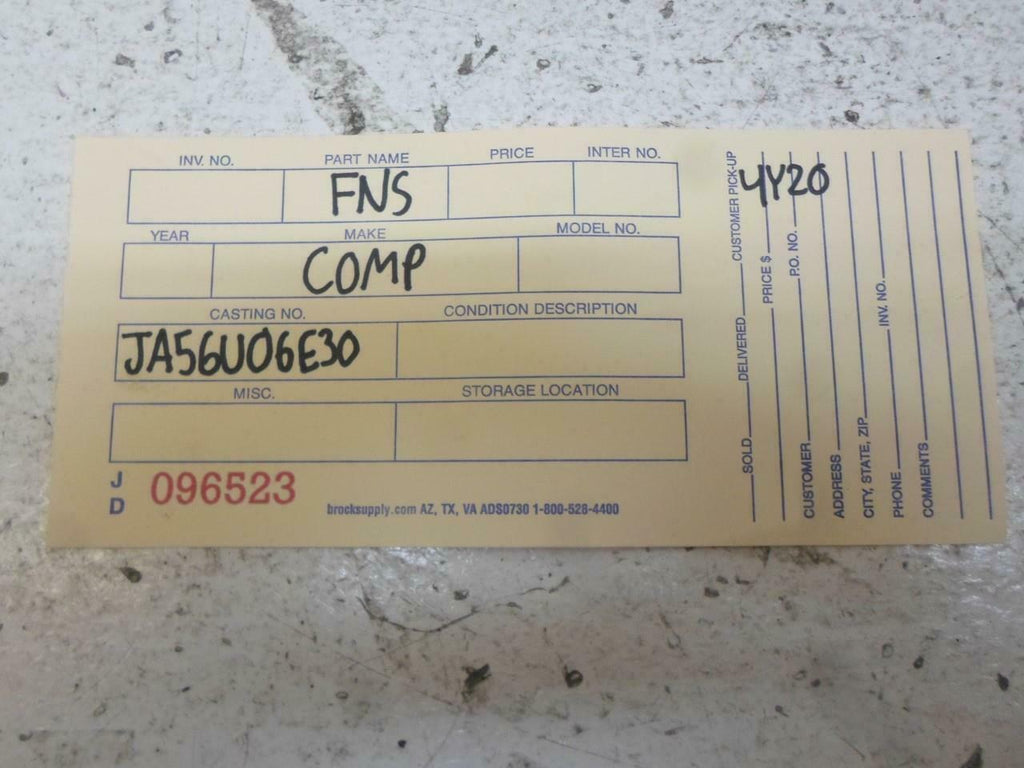 INV. NO. PART NAME PRICE INTER NO.
FNS
YEAR MAKE MODEL NO.
COMP
CASTING NO. CONDITION DESCRIPTION
JA56U06E30
MISC. STORAGE LOCATION
J
D
096523
brocksupply.com AZ, TX, VA ADS0730 1-800-528-4400
4Y20
SOLD DELIVERED CUSTOMER PICK-UP
PRICE $
CUSTOMER P.O. NO.
ADDRESS
CITY, STATE, ZIP
PHONE INV. NO.
COMMENTS